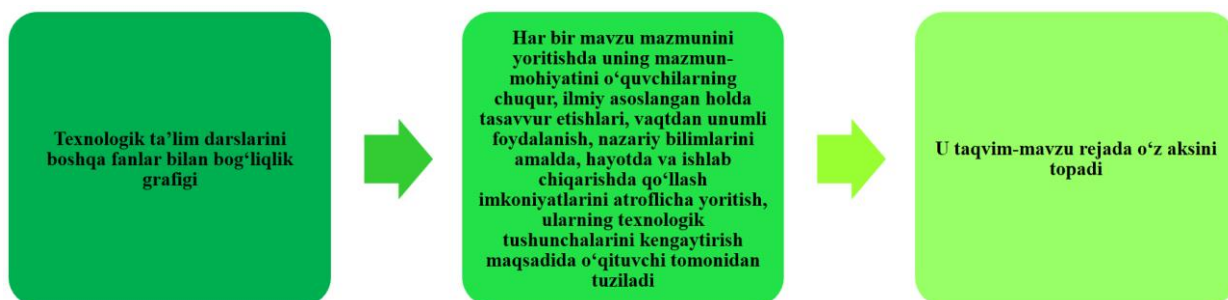 Texnologik ta’lim darslarini
boshqa fanlar bilan bog‘liqlik
grafigi
Har bir mavzu mazmunini
yoritishda uning mazmun-
mohiyatini o‘quvchilarning
chuqur, ilmiy asoslangan holda
tasavvur etishlari, vaqtdan unumli
foydalanish, nazariy bilimlarini
amalda, hayotda va ishlab
chiqarishda qo‘llash
imkoniyatlarini atroflicha yoritish,
ularning texnologik
tushunchalarini kengaytirish
maqsadida o‘qituvchi tomonidan
tuziladi
U taqvim-mavzu rejada o‘z aksini
topadi